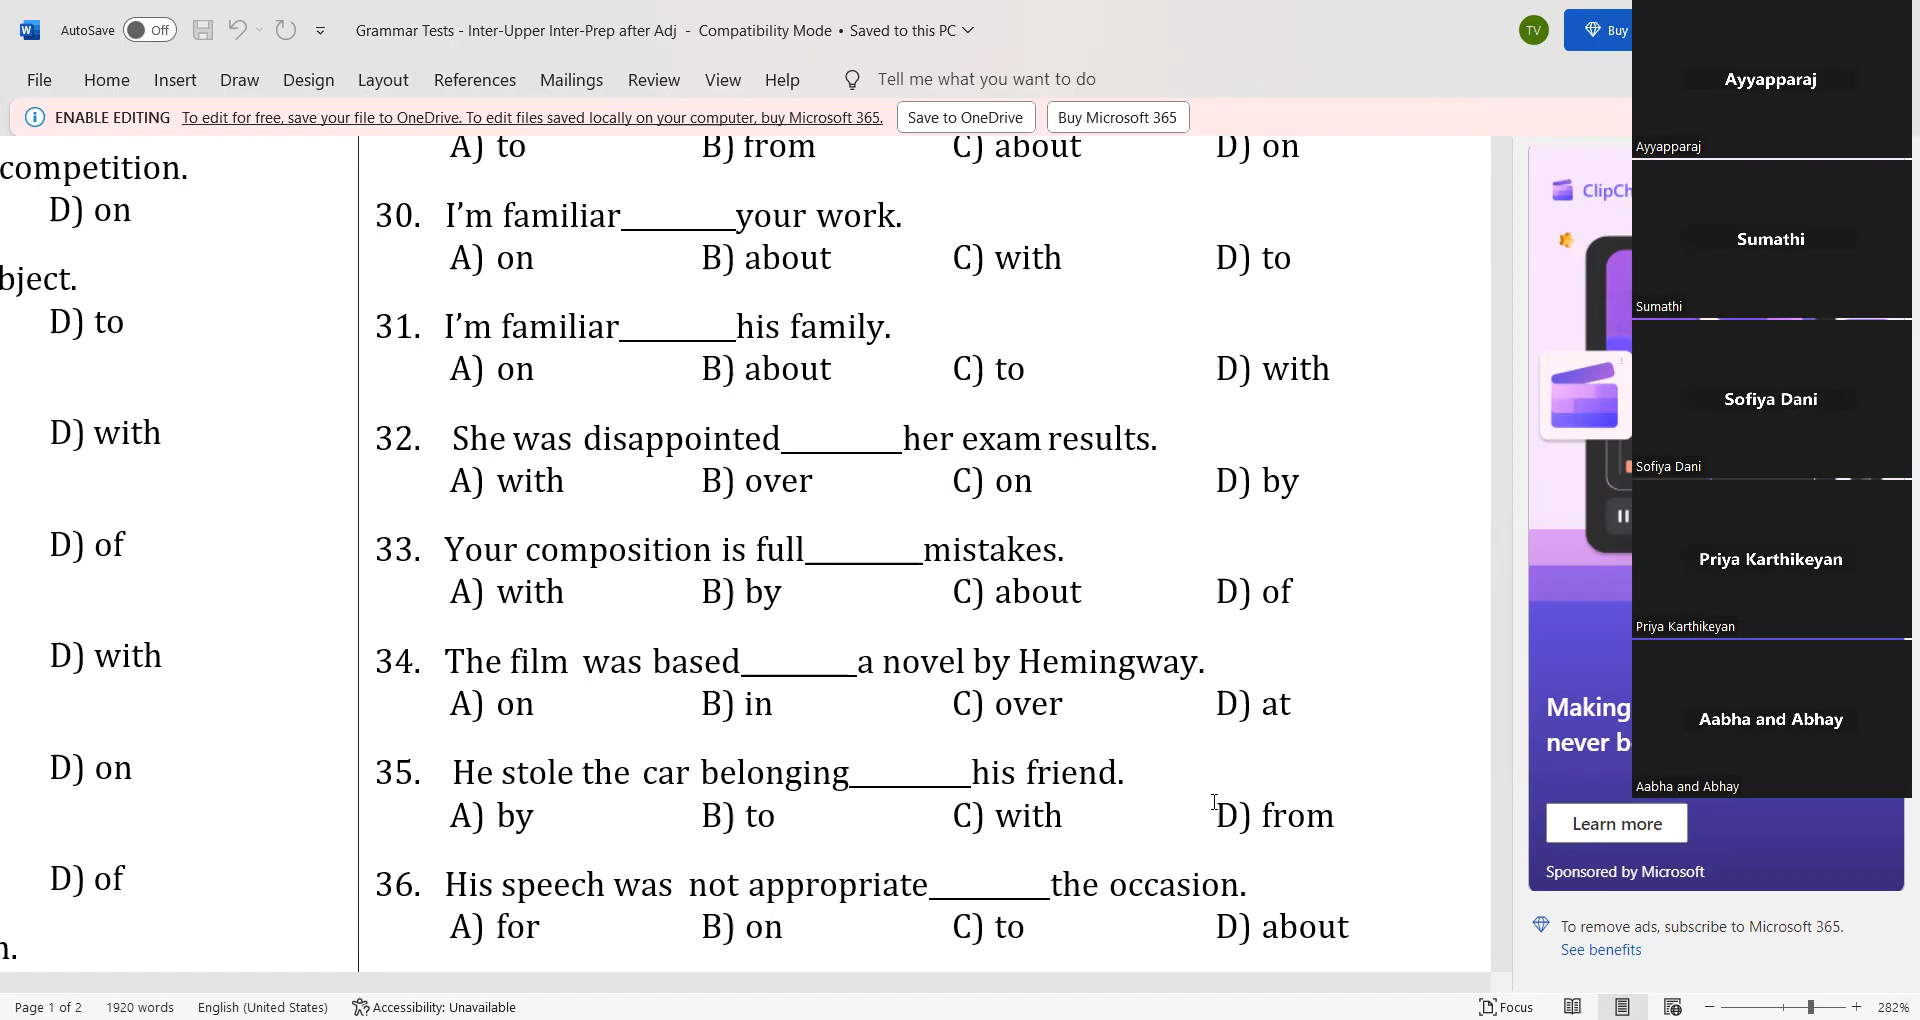 AutoSave Off
Grammar Tests - Inter-Upper Inter-Prep after Adj - Compatibility Mode • Saved to this PC
TV
Buy
File Home Insert Draw Design Layout References Mailings Review View Help Tell me what you want to do
ENABLE EDITING To edit for free, save your file to OneDrive. To edit files saved locally on your computer, buy Microsoft 365. Save to OneDrive Buy Microsoft 365
competition.
D) on
bject.
D) to
D) with
D) of
D) with
D) on
D) of
n.
A) to B) from C) about D) on
30. I’m familiar________your work.
A) on B) about C) with D) to
31. I’m familiar________his family.
A) on B) about C) to D) with
32. She was disappointed________her exam results.
A) with B) over C) on D) by
33. Your composition is full________mistakes.
A) with B) by C) about D) of
34. The film was based________a novel by Hemingway.
A) on B) in C) over D) at
35. He stole the car belonging________his friend.
A) by B) to C) with D) from
36. His speech was not appropriate________the occasion.
A) for B) on C) to D) about
ClipCh
Making
never b
Learn more
Sponsored by Microsoft
To remove ads, subscribe to Microsoft 365.
See benefits
Ayyapparaj
Ayyapparaj
Sumathi
Sumathi
Sofiya Dani
Sofiya Dani
Priya Karthikeyan
Priya Karthikeyan
Aabha and Abhay
Aabha and Abhay
Page 1 of 2 1920 words English (United States) Accessibility: Unavailable Focus 282%